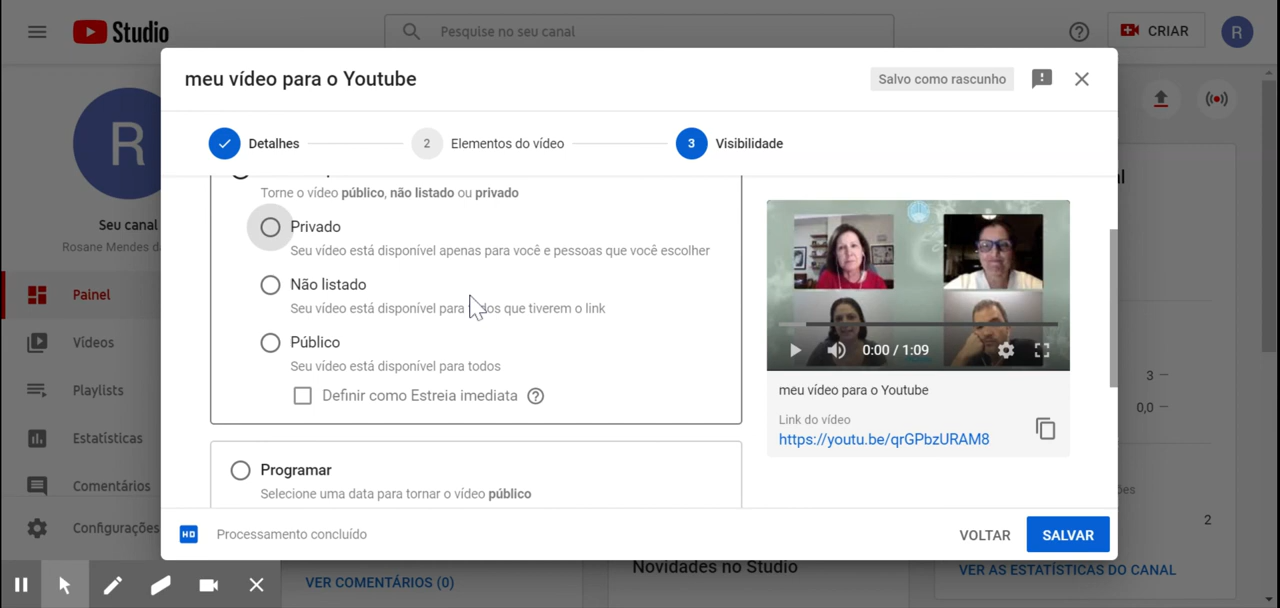 Studio
Pesquise no seu canal
CRIAR
R
meu vídeo para o Youtube
Salvo como rascunho
Detalhes
2
Elementos do vídeo
3
Visibilidade
R
Torne o vídeo público, não listado ou privado
Privado
Seu vídeo está disponível apenas para você e pessoas que você escolher
Não listado
Seu vídeo está disponível para todos que tiverem o link
Público
Seu vídeo está disponível para todos
Definir como Estreia imediata
Programar
Selecione uma data para tornar o vídeo público
0:00 / 1:09
meu vídeo para o Youtube
Link do vídeo
https://youtu.be/qrGPbzURAM8
HD
Processamento concluído
VOLTAR
SALVAR
Seu canal
Rosane Mendes
Painel
Vídeos
Playlists
Estatísticas
Comentários
Configurações
3
0,0
2
VER COMENTÁRIOS (0)
Novidades no Studio
VER AS ESTATÍSTICAS DO CANAL